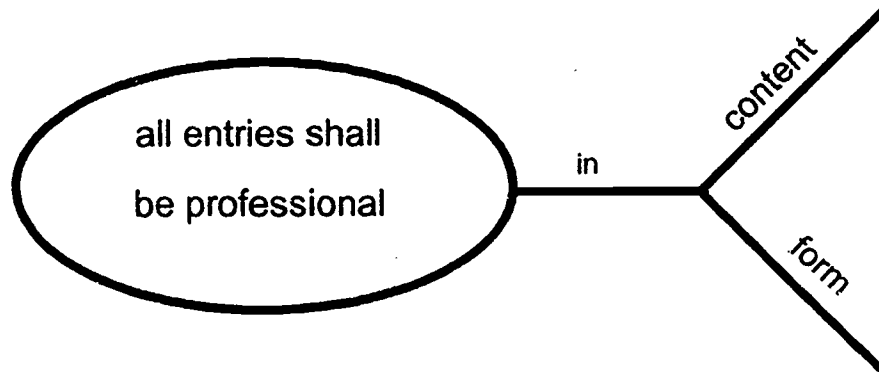 all entries shall
be professional
in
content
form